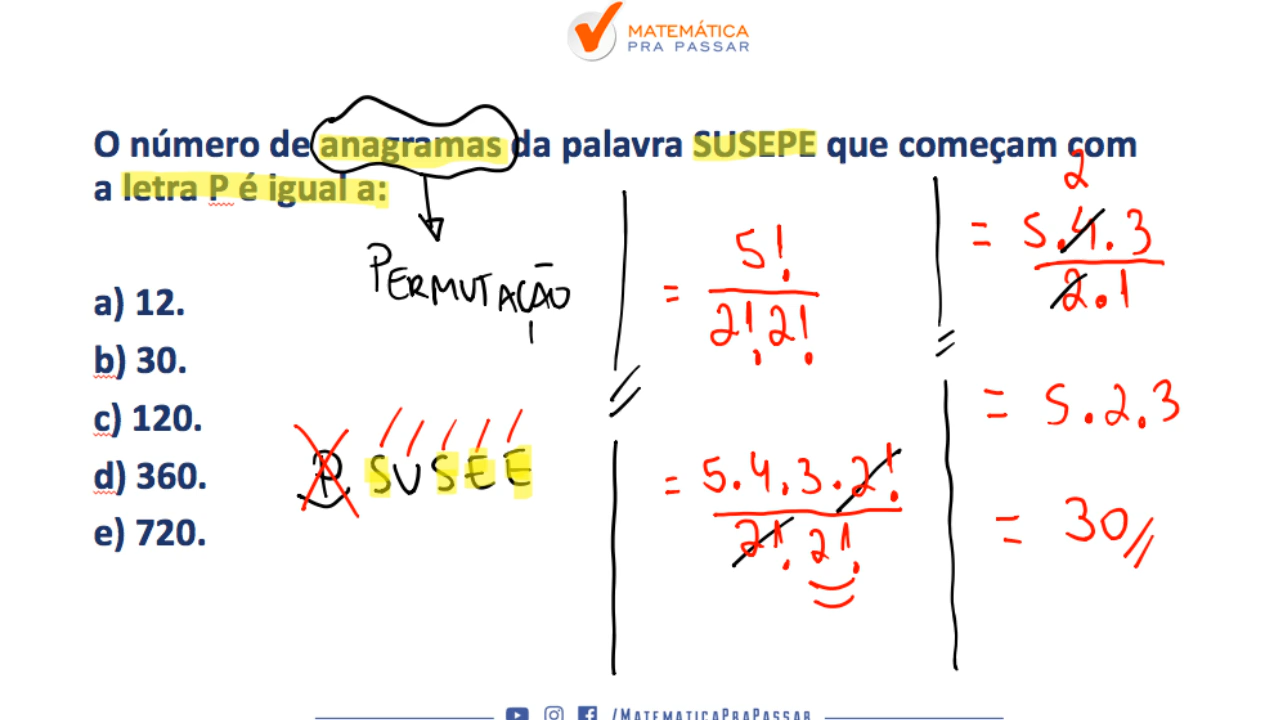 MATEMÁTICA
PRA PASSAR
O número de anagramas da palavra SUSEPE que começam com
a letra P é igual a:
PERMUTAÇÃO
a) 12.
b) 30.
c) 120.
d) 360.
e) 720.
P SUSEE
= 5!
2! 2!
= 5.4.3.2!
2!. 2!
2
= 5.4.3
2.1
= 5.2.3
= 30//
/MATEMATICAPRAPASSAR